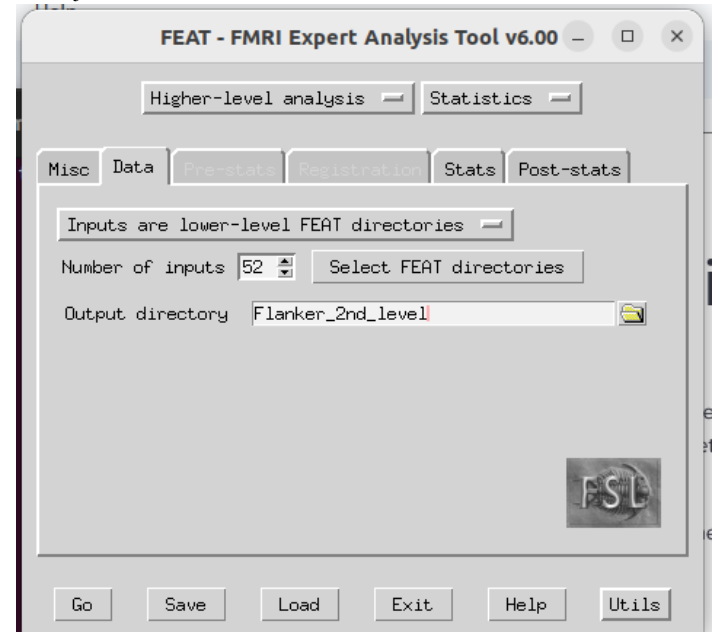 FEAT - FMRI Expert Analysis Tool v6.00
Higher-level analysis Statistics
Misc Data Pre-stats Registration Stats Post-stats
Inputs are lower-level FEAT directories
Number of inputs 52 Select FEAT directories
Output directory Flanker_2nd_level
FSL
Go Save Load Exit Help Utils